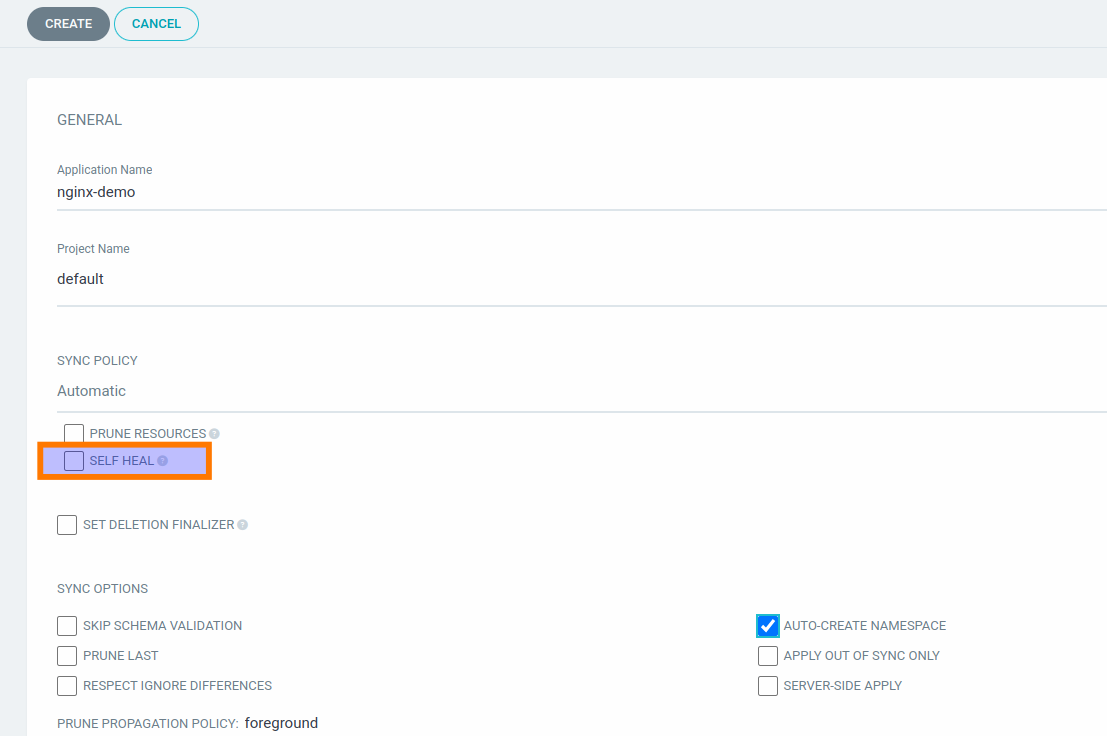 CREATE CANCEL
GENERAL
Application Name
nginx-demo
Project Name
default
SYNC POLICY
Automatic
PRUNE RESOURCES ?
SELF HEAL ?
SET DELETION FINALIZER ?
SYNC OPTIONS
SKIP SCHEMA VALIDATION AUTO-CREATE NAMESPACE
PRUNE LAST APPLY OUT OF SYNC ONLY
RESPECT IGNORE DIFFERENCES SERVER-SIDE APPLY
PRUNE PROPAGATION POLICY: foreground